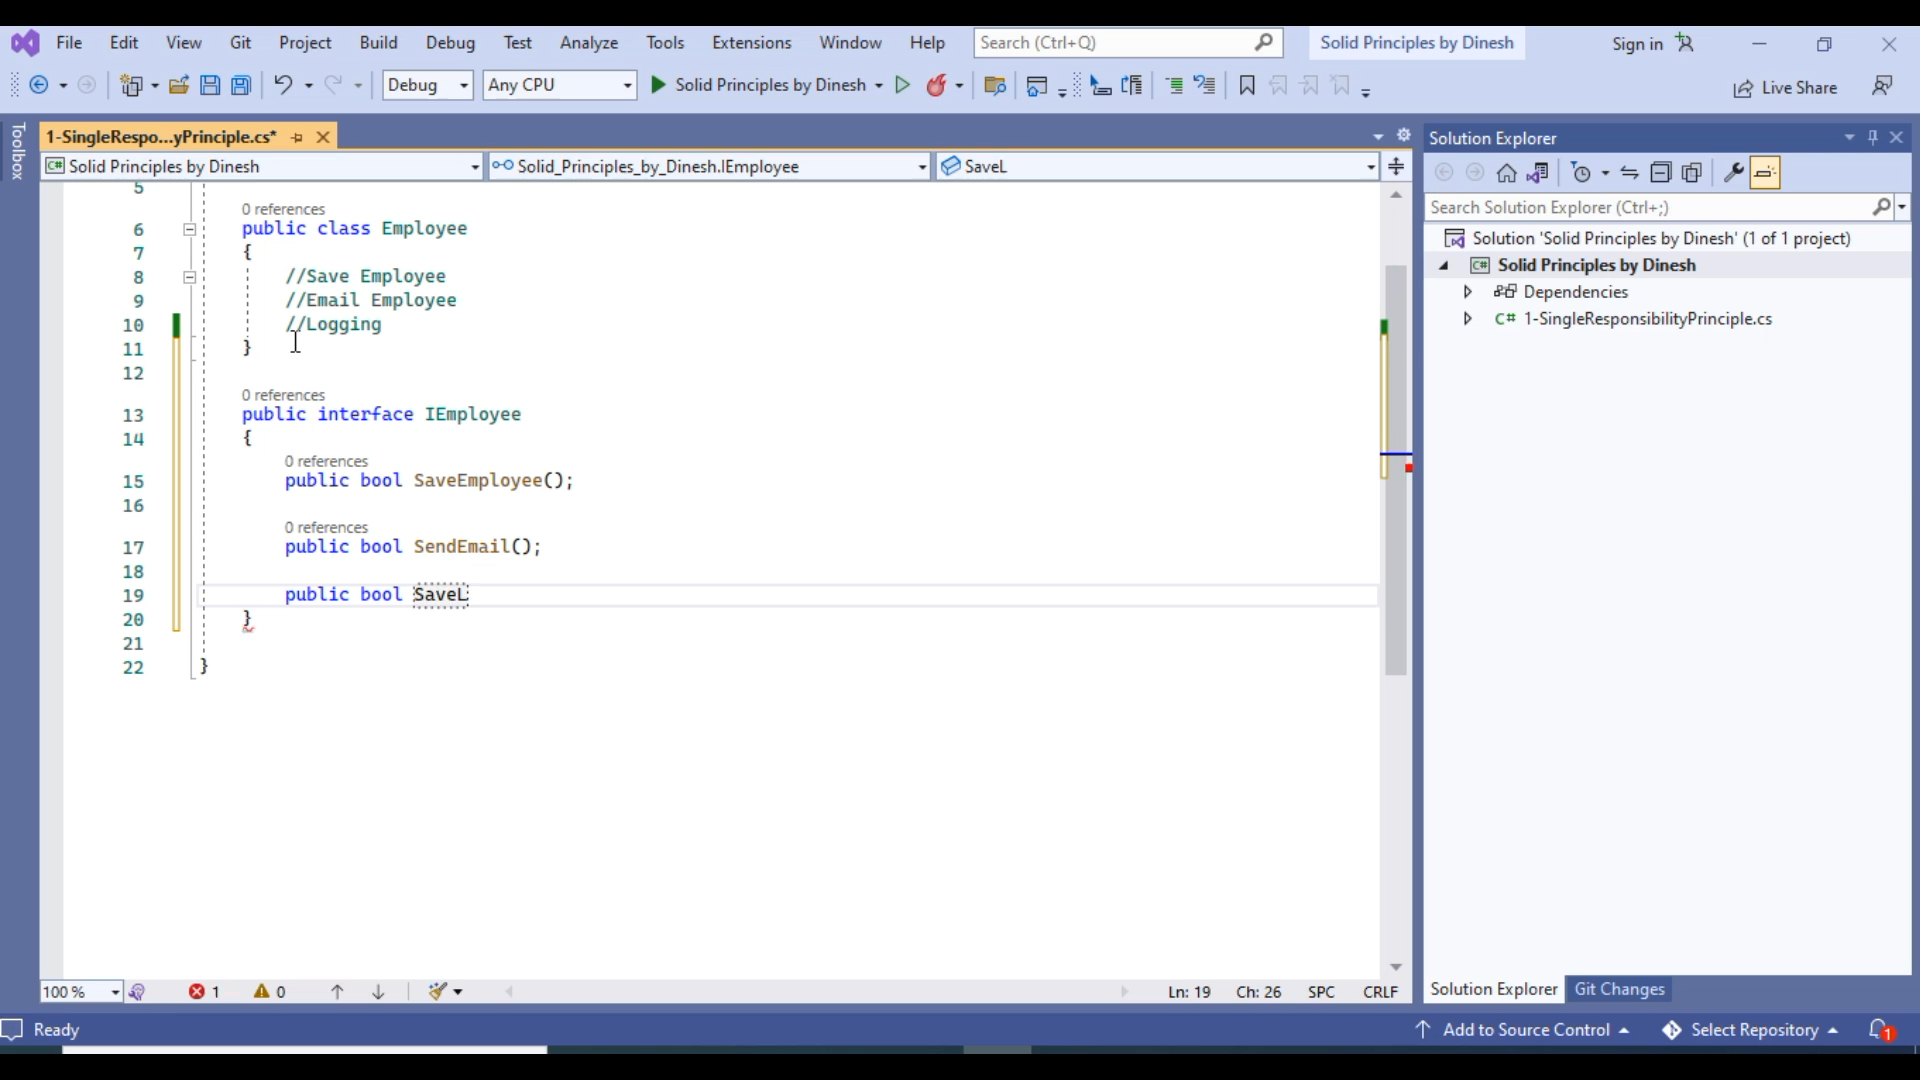 File Edit View Git Project Build Debug Test Analyze Tools Extensions Window Help Search (Ctrl+Q) Solid Principles by Dinesh Sign in
Debug Any CPU Solid Principles by Dinesh Live Share
Toolbox
1-SingleRespo...yPrinciple.cs*
Solid Principles by Dinesh Solid_Principles_by_Dinesh.IEmployee SaveL
5
0 references
6 public class Employee
7 {
8 //Save Employee
9 //Email Employee
10 //Logging
11 }
12
0 references
13 public interface IEmployee
14 {
0 references
15 public bool SaveEmployee();
16
0 references
17 public bool SendEmail();
18
19 public bool SaveL
20 }
21
22 }
100 % 1 0 Ln: 19 Ch: 26 SPC CRLF
Solution Explorer
Search Solution Explorer (Ctrl+;)
Solution 'Solid Principles by Dinesh' (1 of 1 project)
C# Solid Principles by Dinesh
Dependencies
C# 1-SingleResponsibilityPrinciple.cs
Solution Explorer Git Changes
Ready Add to Source Control Select Repository 1